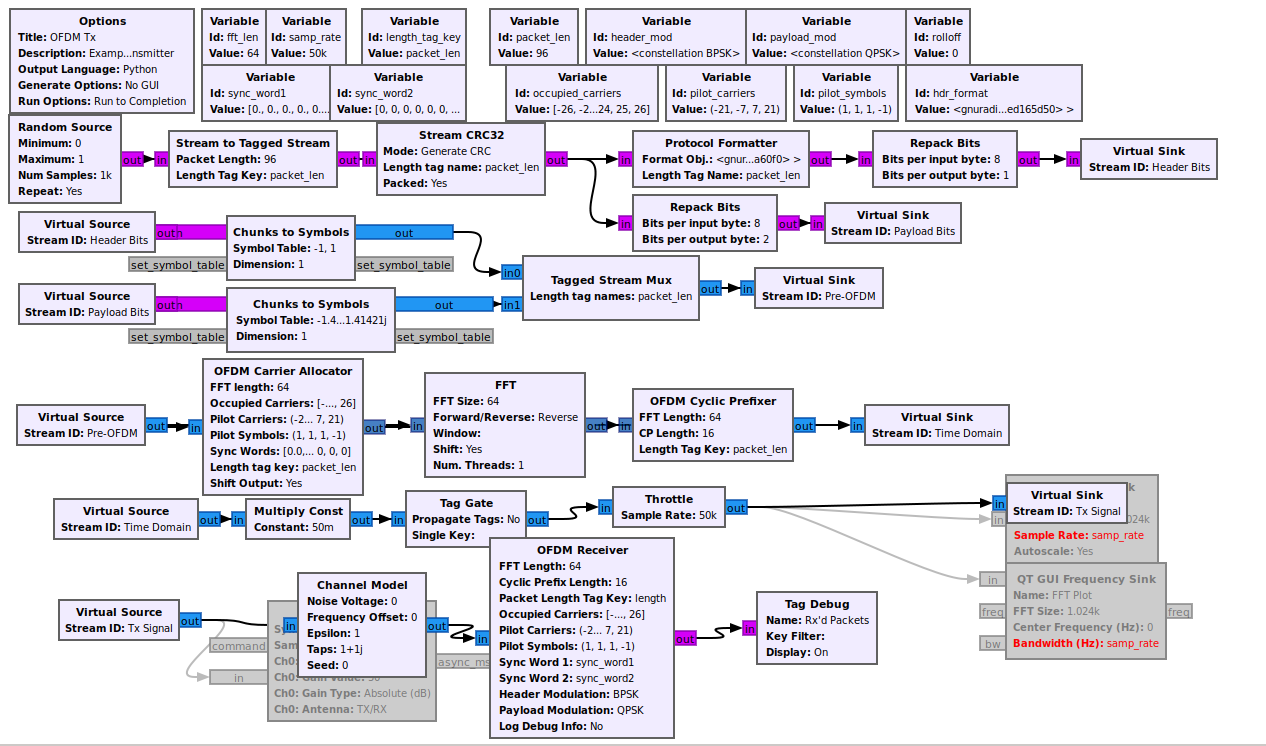 Options
Title: OFDM Tx
Description: Examp...nsmitter
Output Language: Python
Generate Options: No GUI
Run Options: Run to Completion
Variable
Id: fft_len
Value: 64
Variable
Id: samp_rate
Value: 50k
Variable
Id: length_tag_key
Value: packet_len
Variable
Id: packet_len
Value: 96
Variable
Id: header_mod
Value: <constellation BPSK>
Variable
Id: payload_mod
Value: <constellation QPSK>
Variable
Id: rolloff
Value: 0
Variable
Id: sync_word1
Value: [0., 0., 0., 0., 0....
Variable
Id: sync_word2
Value: [0, 0, 0, 0, 0, 0, ...
Variable
Id: occupied_carriers
Value: [-26, -2...24, 25, 26]
Variable
Id: pilot_carriers
Value: (-21, -7, 7, 21)
Variable
Id: pilot_symbols
Value: (1, 1, 1, -1)
Variable
Id: hdr_format
Value: <gnuradi...ed165d50> >
Random Source
Minimum: 0
Maximum: 1
Num Samples: 1k
Repeat: Yes
out
in
Stream to Tagged Stream
Packet Length: 96
Length Tag Key: packet_len
out
in
Stream CRC32
Mode: Generate CRC
Length tag name: packet_len
Packed: Yes
out
in
Protocol Formatter
Format Obj.: <gnur...a60f0> >
Length Tag Name: packet_len
out
in
Repack Bits
Bits per input byte: 8
Bits per output byte: 1
out
in
Virtual Sink
Stream ID: Header Bits
in
Repack Bits
Bits per input byte: 8
Bits per output byte: 2
out
in
Virtual Sink
Stream ID: Payload Bits
Virtual Source
Stream ID: Header Bits
out
set_symbol_table
Chunks to Symbols
Symbol Table: -1, 1
Dimension: 1
out
set_symbol_table
Virtual Source
Stream ID: Payload Bits
out
set_symbol_table
Chunks to Symbols
Symbol Table: -1.4...1.41421j
Dimension: 1
out
set_symbol_table
in0
in1
Tagged Stream Mux
Length tag names: packet_len
out
in
Virtual Sink
Stream ID: Pre-OFDM
Virtual Source
Stream ID: Pre-OFDM
out
in
OFDM Carrier Allocator
FFT length: 64
Occupied Carriers: [-..., 26]
Pilot Carriers: (-2... 7, 21)
Pilot Symbols: (1, 1, 1, -1)
Sync Words: [0.0,... 0, 0, 0]
Length tag key: packet_len
Shift Output: Yes
out
in
FFT
FFT Size: 64
Forward/Reverse: Reverse
Window:
Shift: Yes
Num. Threads: 1
out
in
OFDM Cyclic Prefixer
FFT Length: 64
CP Length: 16
Length Tag Key: packet_len
out
in
Virtual Sink
Stream ID: Time Domain
Virtual Source
Stream ID: Time Domain
out
in
Multiply Const
Constant: 50m
out
in
Tag Gate
Propagate Tags: No
Single Key:
out
in
Throttle
Sample Rate: 50k
out
in
Virtual Sink
Stream ID: Tx Signal
in
k
.024k
Sample Rate: samp_rate
Autoscale: Yes
in
freq
bw
QT GUI Frequency Sink
Name: FFT Plot
FFT Size: 1.024k
Center Frequency (Hz): 0
Bandwidth (Hz): samp_rate
freq
Virtual Source
Stream ID: Tx Signal
out
command
in
in
Channel Model
Noise Voltage: 0
Frequency Offset: 0
Epsilon: 1
Taps: 1+1j
Seed: 0
out
Ch0: Gain Type: Absolute (dB)
Ch0: Antenna: TX/RX
async_ms
in
OFDM Receiver
FFT Length: 64
Cyclic Prefix Length: 16
Packet Length Tag Key: length
Occupied Carriers: [-..., 26]
Pilot Carriers: (-2... 7, 21)
Pilot Symbols: (1, 1, 1, -1)
Sync Word 1: sync_word1
Sync Word 2: sync_word2
Header Modulation: BPSK
Payload Modulation: QPSK
Log Debug Info: No
out
in
Tag Debug
Name: Rx'd Packets
Key Filter:
Display: On